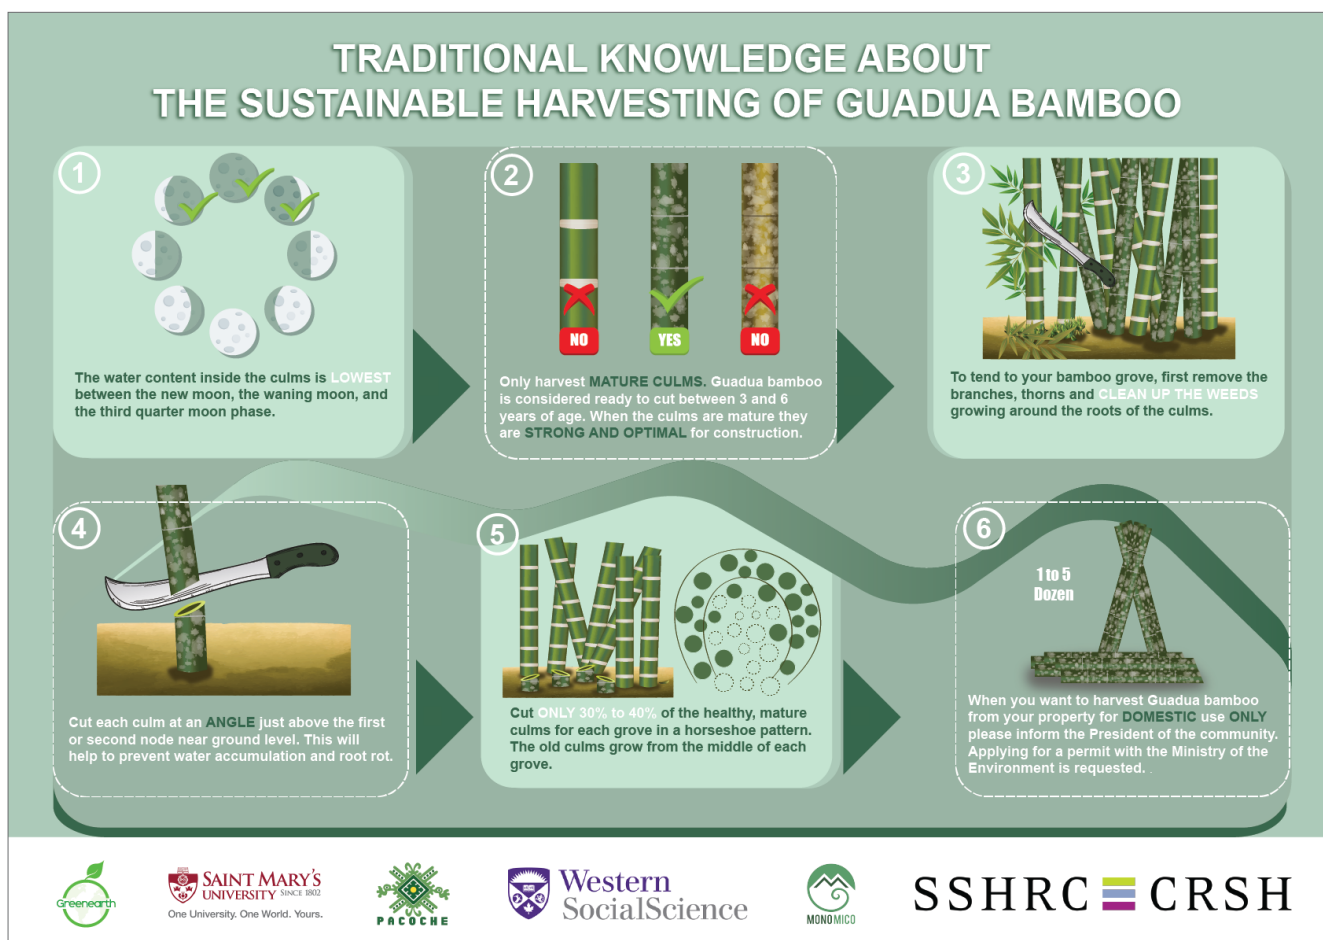 TRADITIONAL KNOWLEDGE ABOUT
THE SUSTAINABLE HARVESTING OF GUADUA BAMBOO
1
The water content inside the culms is LOWEST
between the new moon, the waning moon, and
the third quarter moon phase.
2
NO
YES
NO
Only harvest MATURE CULMS. Guadua bamboo
is considered ready to cut between 3 and 6
years of age. When the culms are mature they
are STRONG AND OPTIMAL for construction.
3
To tend to your bamboo grove, first remove the
branches, thorns and CLEAN UP THE WEEDS
growing around the roots of the culms.
4
Cut each culm at an ANGLE just above the first
or second node near ground level. This will
help to prevent water accumulation and root rot.
5
Cut ONLY 30% to 40% of the healthy, mature
culms for each grove in a horseshoe pattern.
The old culms grow from the middle of each
grove.
6
1 to 5
Dozen
When you want to harvest Guadua bamboo
from your property for DOMESTIC use ONLY
please inform the President of the community.
Applying for a permit with the Ministry of the
Environment is requested. .
Greenearth
SAINT MARY'S
UNIVERSITY SINCE 1802
One University. One World. Yours.
PACOCHE
Western
SocialScience
MONOMICO
SSHRC CRSH